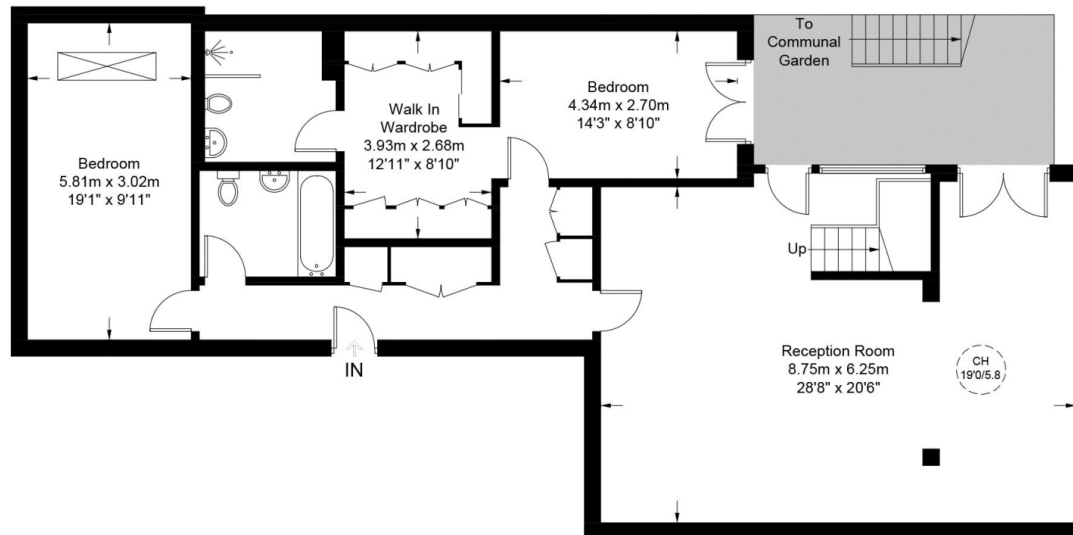 To
Communal
Garden
Bedroom
4.34m x 2.70m
14'3" x 8'10"
Walk In
Wardrobe
3.93m x 2.68m
12'11" x 8'10"
Bedroom
5.81m x 3.02m
19'1" x 9'11"
Up
Reception Room
8.75m x 6.25m
28'8" x 20'6"
CH
19'0/5.8
IN